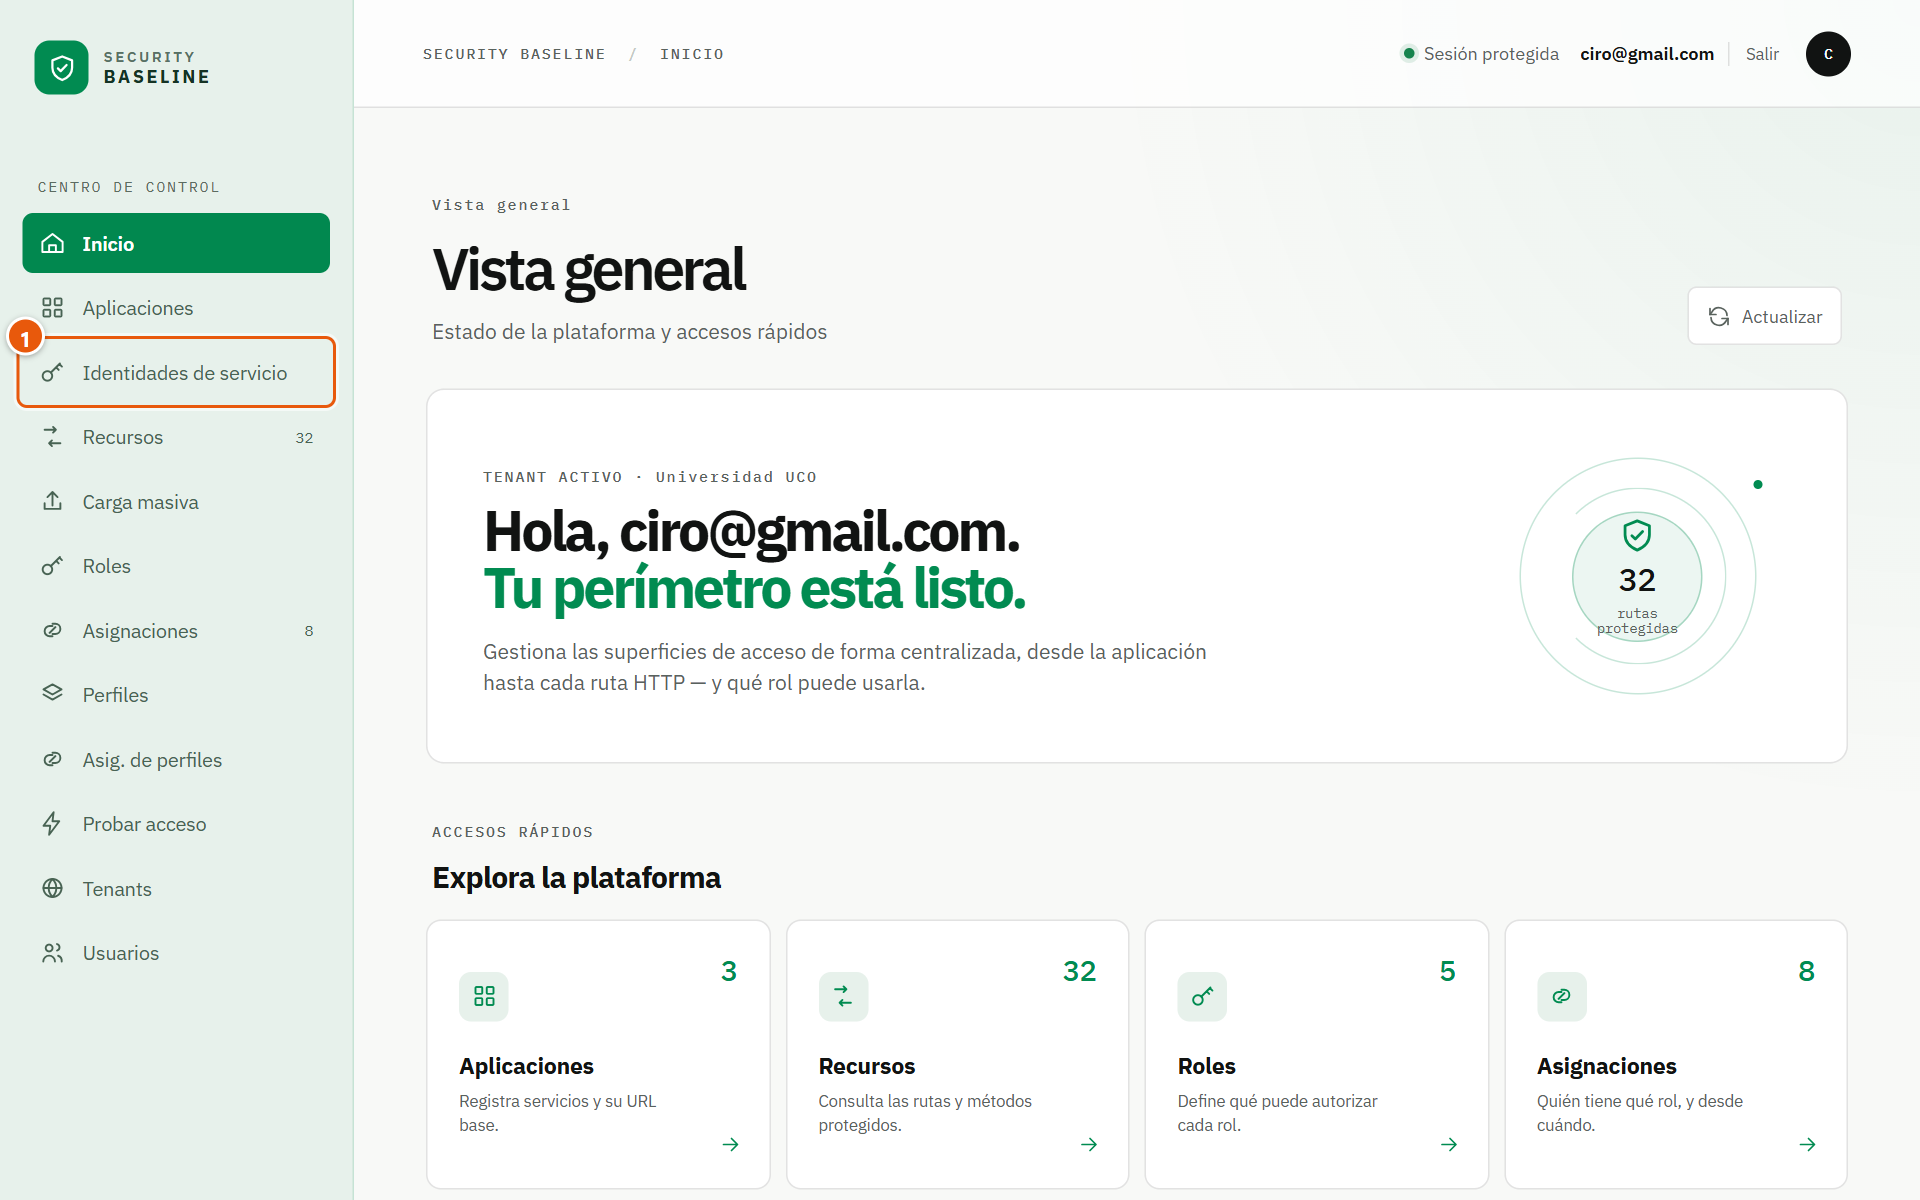 SECURITY
BASELINE
CENTRO DE CONTROL
Inicio
Aplicaciones
1
Identidades de servicio
Recursos 32
Carga masiva
Roles
Asignaciones 8
Perfiles
Asig. de perfiles
Probar acceso
Tenants
Usuarios
SECURITY BASELINE / INICIO
Sesión protegida ciro@gmail.com Salir C
Vista general
Vista general
Estado de la plataforma y accesos rápidos
Actualizar
TENANT ACTIVO · Universidad UCO
Hola, ciro@gmail.com.
Tu perímetro está listo.
Gestiona las superficies de acceso de forma centralizada, desde la aplicación
hasta cada ruta HTTP — y qué rol puede usarla.
32
rutas
protegidas
ACCESOS RÁPIDOS
Explora la plataforma
3
Aplicaciones
Registra servicios y su URL
base.
32
Recursos
Consulta las rutas y métodos
protegidos.
5
Roles
Define qué puede autorizar
cada rol.
8
Asignaciones
Quién tiene qué rol, y desde
cuándo.